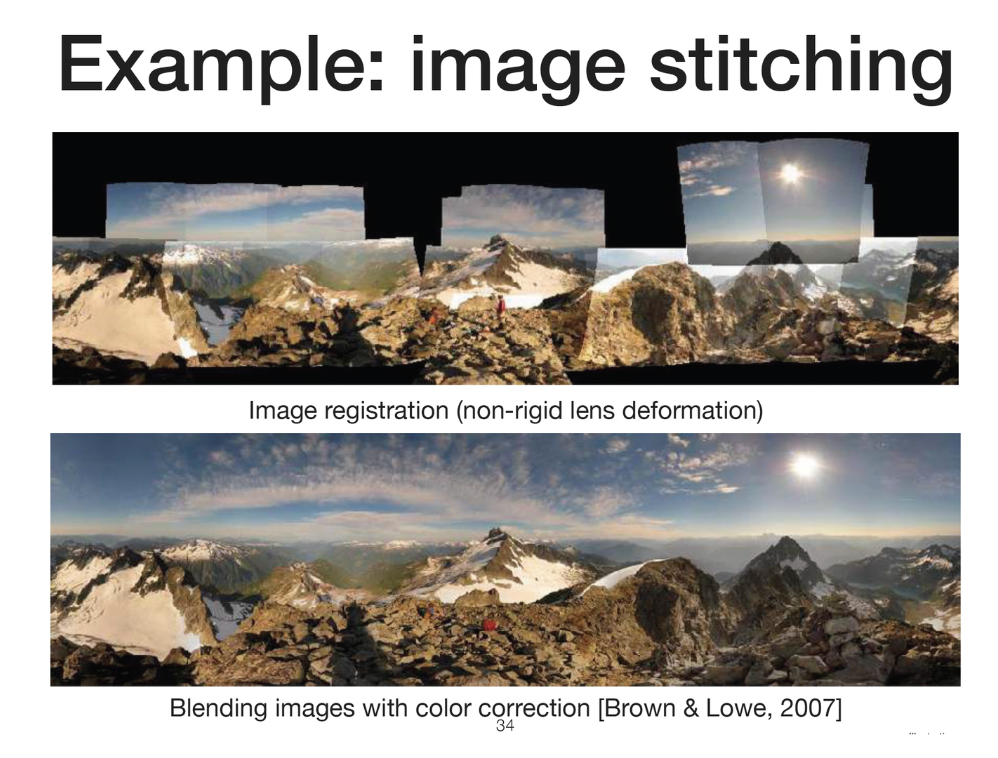 Example: image stitching
Image registration (non-rigid lens deformation)
Blending images with color correction [Brown & Lowe, 2007]
34